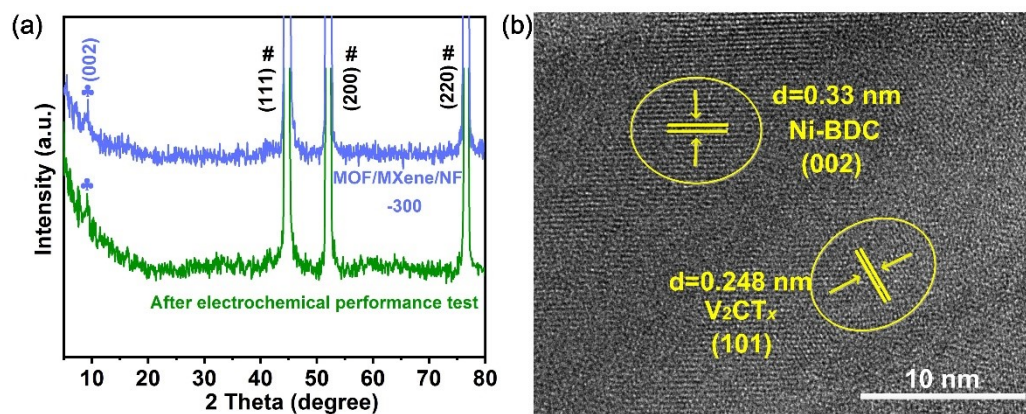 (a)
Intensity (a.u.)
♣ (002)
(111) #
(200) #
(220) #
MOF/MXene/NF
-300
♣
After electrochemical performance test
10 20 30 40 50 60 70 80
2 Theta (degree)
(b)
d=0.33 nm
Ni-BDC
(002)
d=0.248 nm
V₂CTₓ
(101)
10 nm